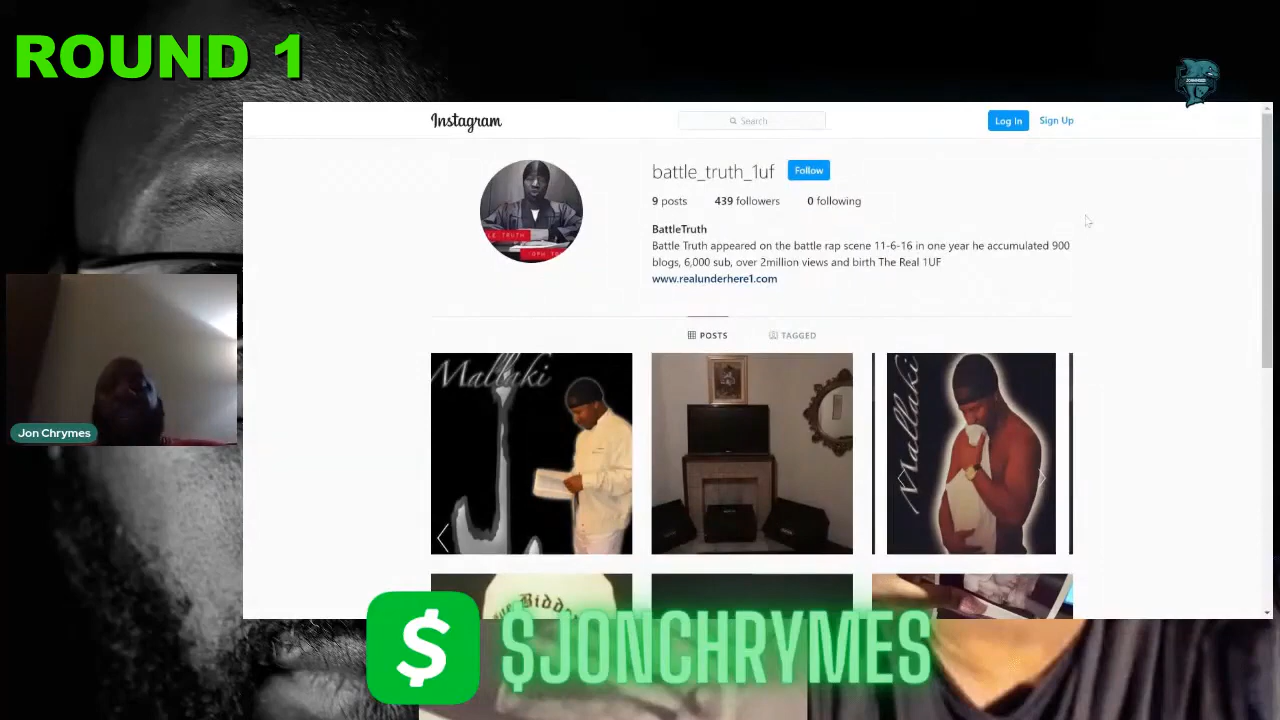 ROUND 1
Instagram
Search
Log In
Sign Up
battle_truth_1uf
Follow
9 posts
439 followers
0 following
BattleTruth
Battle Truth appeared on the battle rap scene 11-6-16 in one year he accumulated 900
blogs, 6,000 sub, over 2million views and birth The Real 1UF
www.realunderhere1.com
POSTS
TAGGED
Mallaki
Mallaki
Jon Chrymes
$
$JONCHRYMES